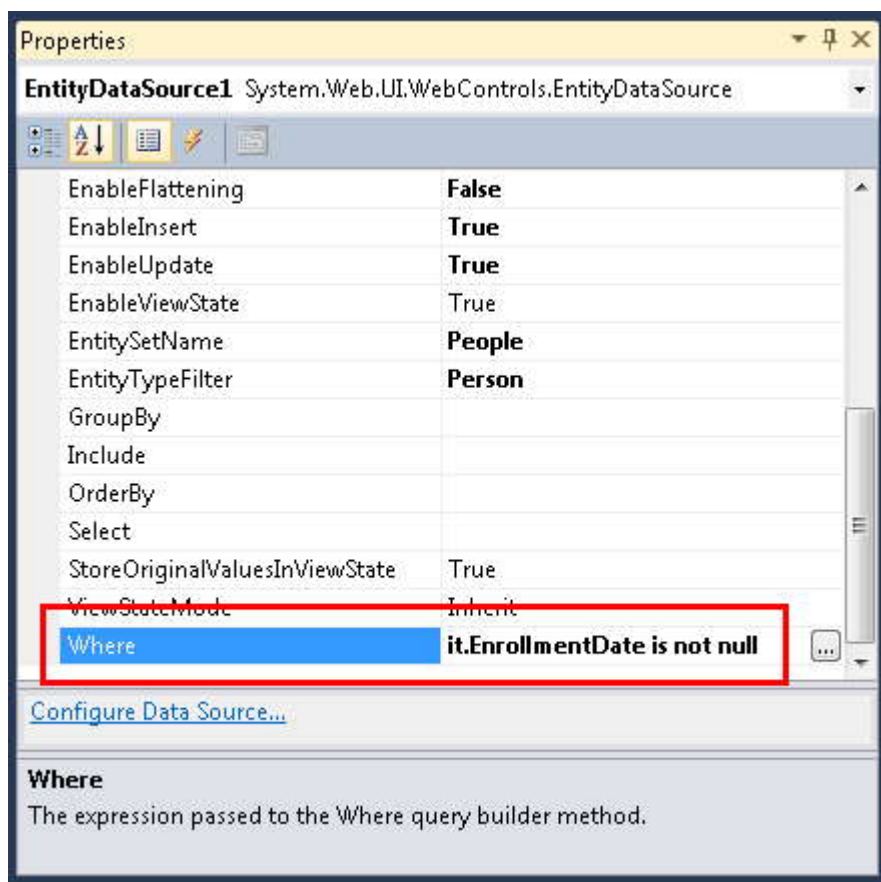 Properties
EntityDataSource1 System.Web.UI.WebControls.EntityDataSource
EnableFlattening False
EnableInsert True
EnableUpdate True
EnableViewState True
EntitySetName People
EntityTypeFilter Person
GroupBy
Include
OrderBy
Select
StoreOriginalValuesInViewState True
ViewStateMode Inherit
Where it.EnrollmentDate is not null ...
Configure Data Source...
Where
The expression passed to the Where query builder method.